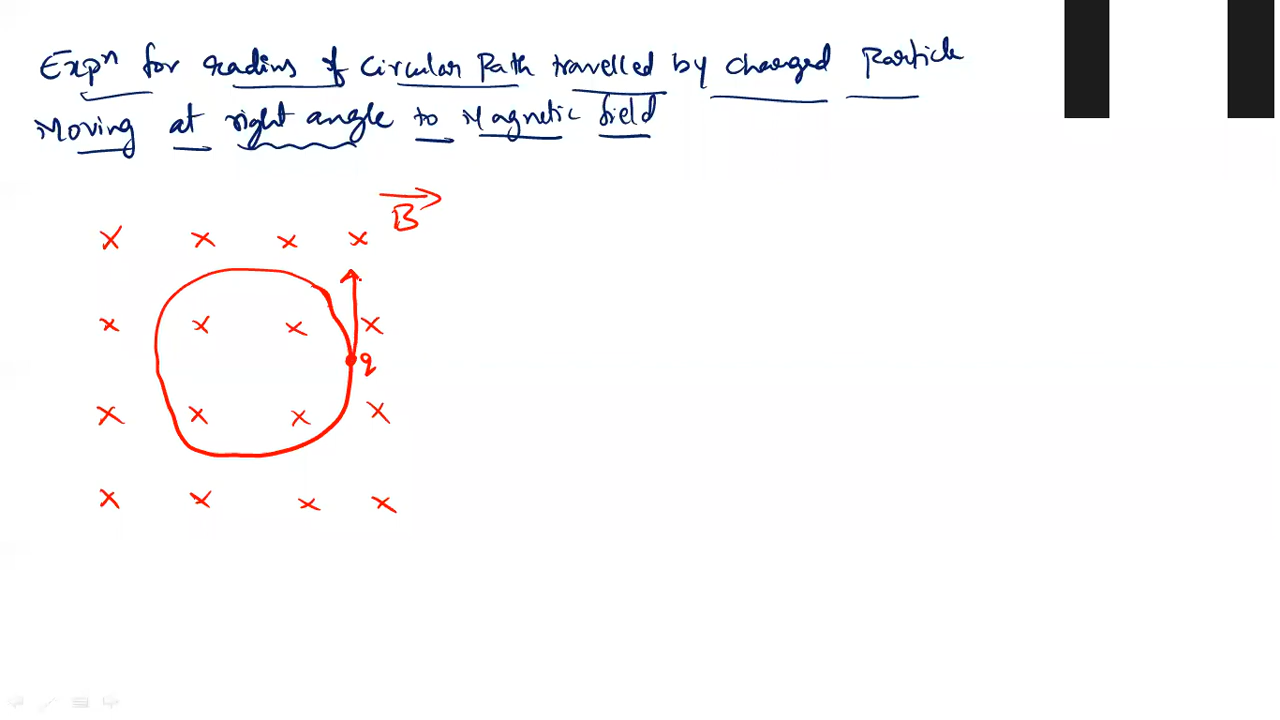 Expⁿ for radius of Circular Path travelled by charged Particle
Moving at right angle to Magnetic field
B
x x x x
x x x x
q
x x x x
x x x x